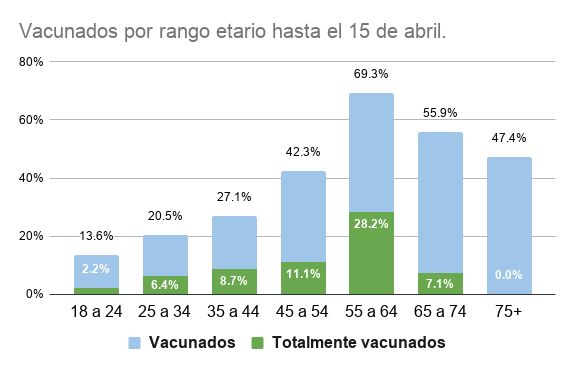 Vacunados por rango etario hasta el 15 de abril.
80%
60%
40%
20%
0%
13.6%
20.5%
27.1%
42.3%
69.3%
55.9%
47.4%
2.2%
6.4%
8.7%
11.1%
28.2%
7.1%
0.0%
18 a 24
25 a 34
35 a 44
45 a 54
55 a 64
65 a 74
75+
Vacunados
Totalmente vacunados